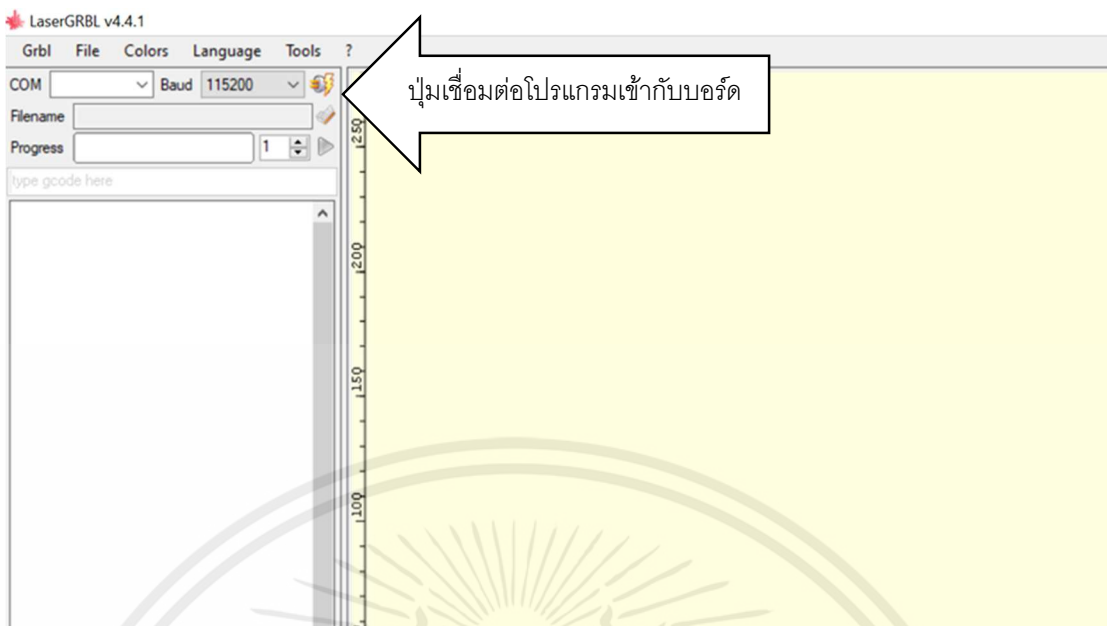 LaserGRBL v4.4.1
Grbl File Colors Language Tools ?
COM Baud 115200
ปุ่มเชื่อมต่อโปรแกรมเข้ากับบอร์ด
Filename
Progress 1
type gcode here
250
200
150
100